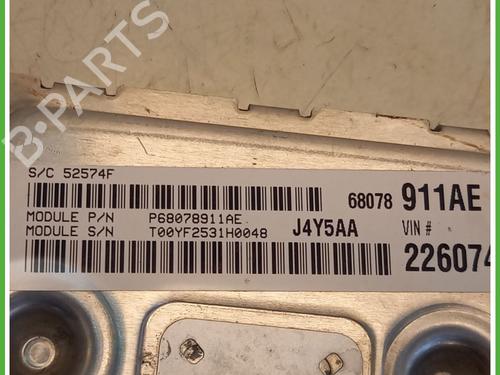 B-PARTS
S/C 52574F
68078 911AE
MODULE P/N P68078911AE
MODULE S/N T00YF2531H0048
J4Y5AA
VIN #
226074